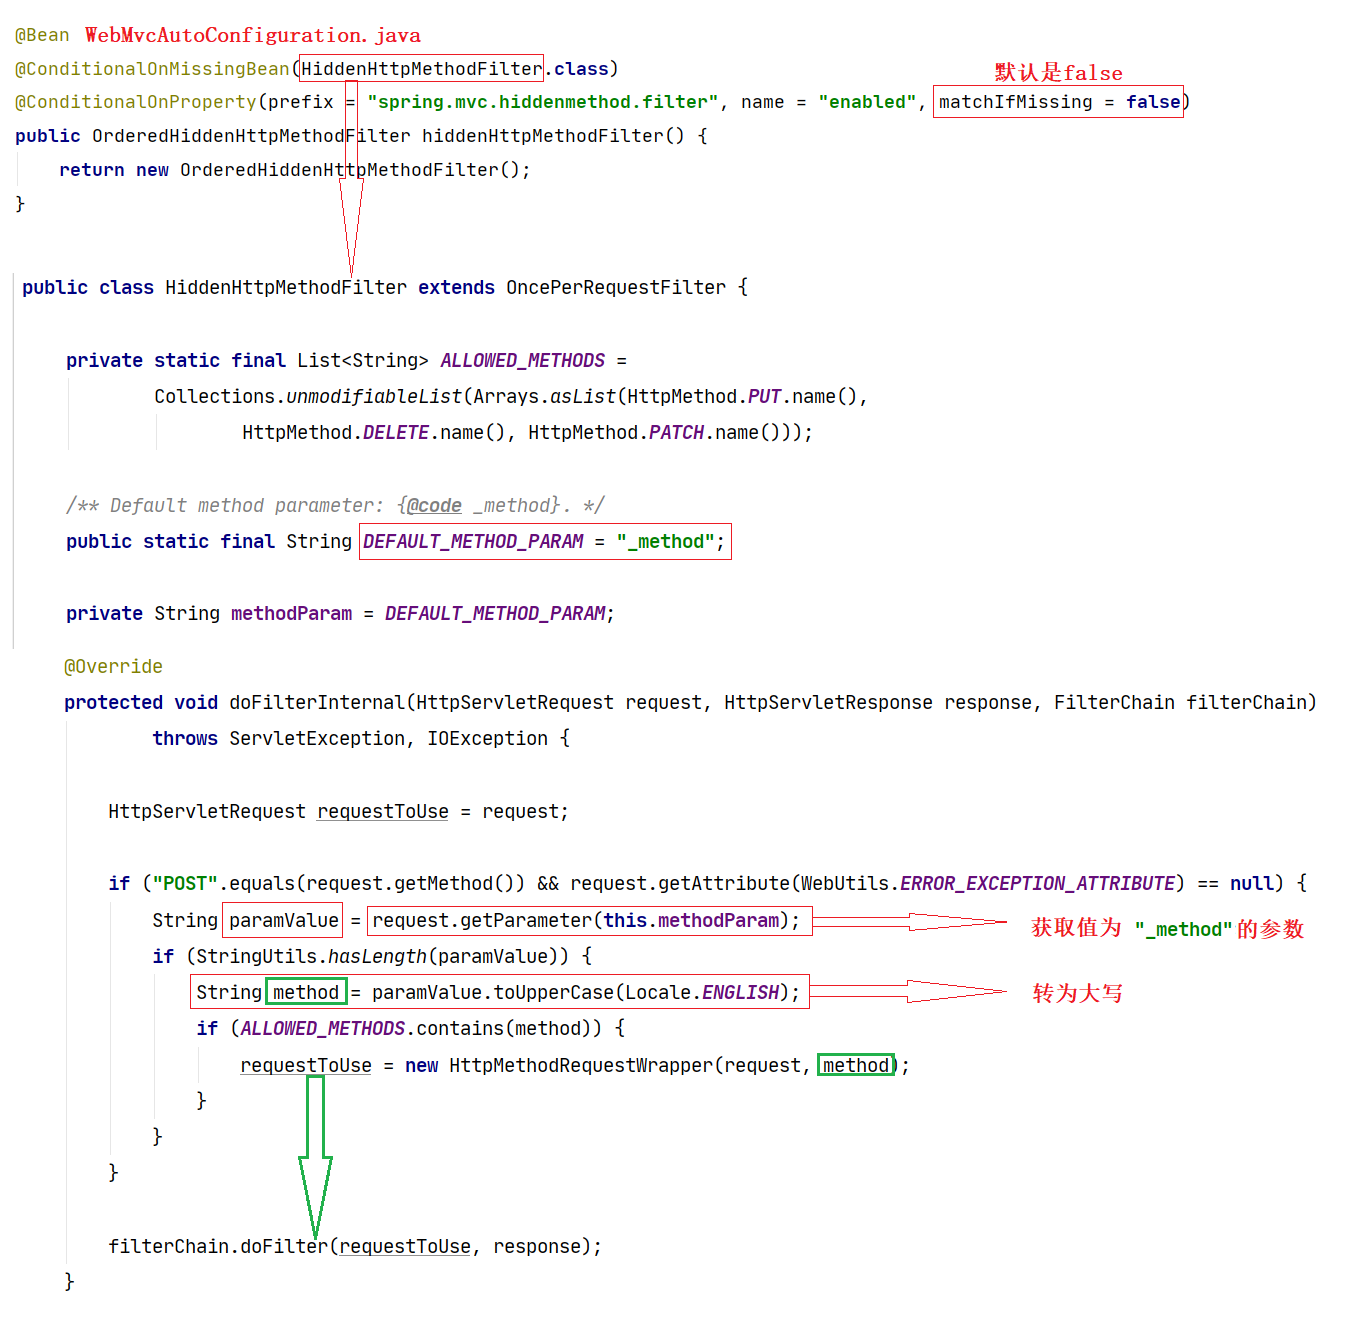 @Bean WebMvcAutoConfiguration.java
@ConditionalOnMissingBean(HiddenHttpMethodFilter.class)
默认是false
@ConditionalOnProperty(prefix = "spring.mvc.hiddenmethod.filter", name = "enabled", matchIfMissing = false)
public OrderedHiddenHttpMethodFilter hiddenHttpMethodFilter() {
return new OrderedHiddenHttpMethodFilter();
}
public class HiddenHttpMethodFilter extends OncePerRequestFilter {
private static final List<String> ALLOWED_METHODS =
Collections.unmodifiableList(Arrays.asList(HttpMethod.PUT.name(),
HttpMethod.DELETE.name(), HttpMethod.PATCH.name()));
/** Default method parameter: {@code _method}. */
public static final String DEFAULT_METHOD_PARAM = "_method";
private String methodParam = DEFAULT_METHOD_PARAM;
@Override
protected void doFilterInternal(HttpServletRequest request, HttpServletResponse response, FilterChain filterChain)
throws ServletException, IOException {
HttpServletRequest requestToUse = request;
if ("POST".equals(request.getMethod()) && request.getAttribute(WebUtils.ERROR_EXCEPTION_ATTRIBUTE) == null) {
String paramValue = request.getParameter(this.methodParam); 获取值为 "_method"的参数
if (StringUtils.hasLength(paramValue)) {
String method = paramValue.toUpperCase(Locale.ENGLISH); 转为大写
if (ALLOWED_METHODS.contains(method)) {
requestToUse = new HttpMethodRequestWrapper(request, method);
}
}
}
filterChain.doFilter(requestToUse, response);
}